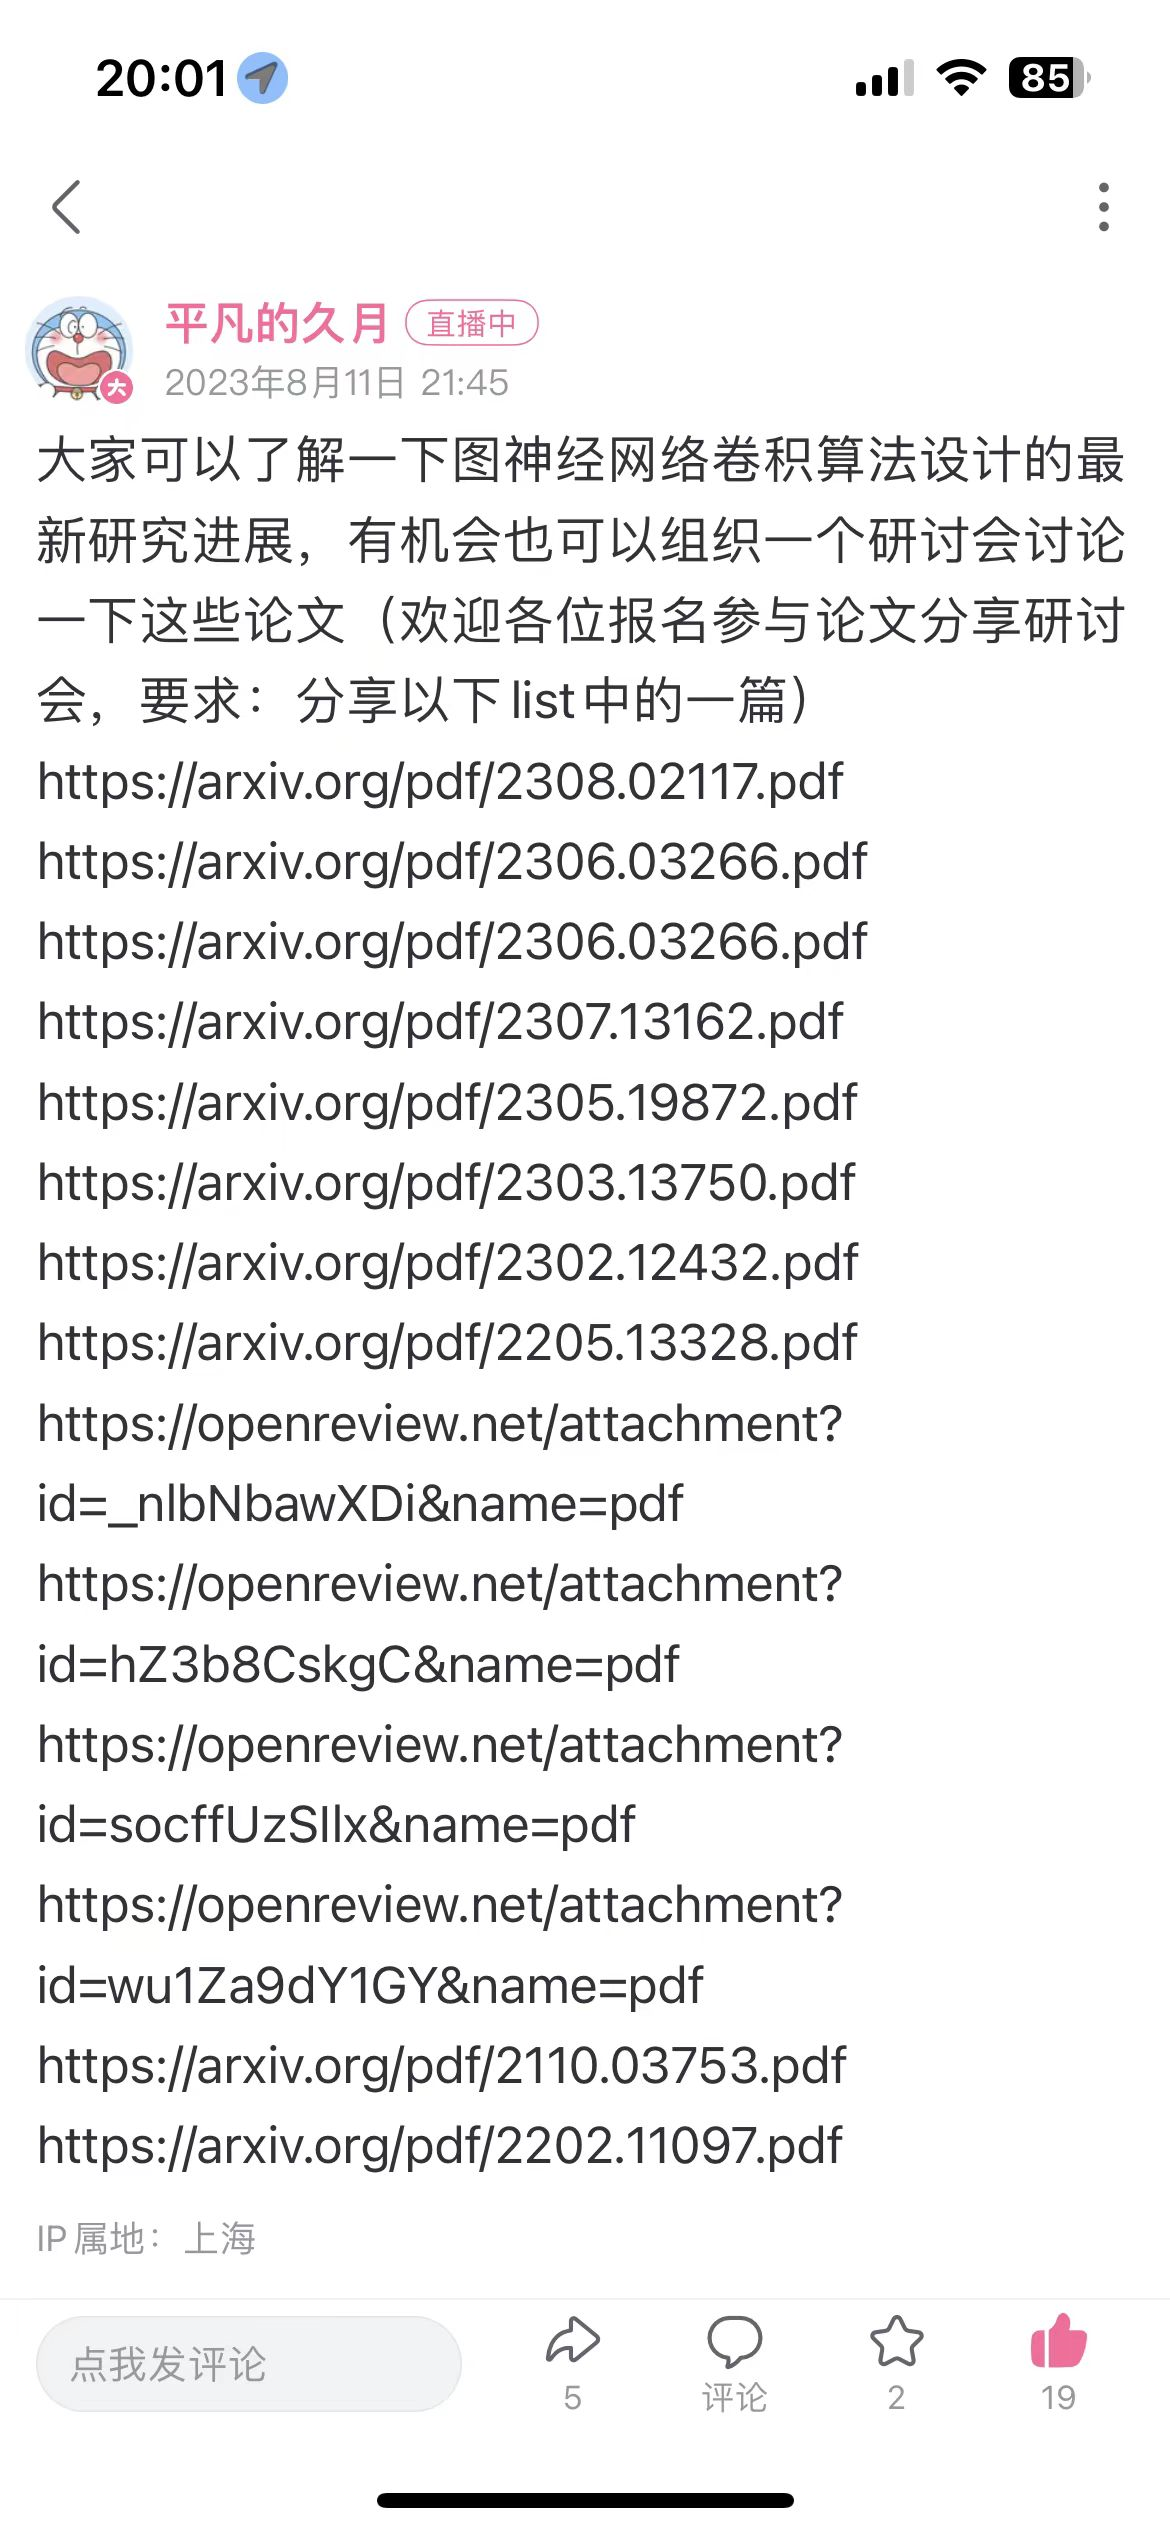 20:01
85
平凡的久月 直播中
大
2023年8月11日 21:45
大家可以了解一下图神经网络卷积算法设计的最
新研究进展，有机会也可以组织一个研讨会讨论
一下这些论文（欢迎各位报名参与论文分享研讨
会，要求：分享以下list中的一篇）
https://arxiv.org/pdf/2308.02117.pdf
https://arxiv.org/pdf/2306.03266.pdf
https://arxiv.org/pdf/2306.03266.pdf
https://arxiv.org/pdf/2307.13162.pdf
https://arxiv.org/pdf/2305.19872.pdf
https://arxiv.org/pdf/2303.13750.pdf
https://arxiv.org/pdf/2302.12432.pdf
https://arxiv.org/pdf/2205.13328.pdf
https://openreview.net/attachment?
id=_nlbNbawXDi&name=pdf
https://openreview.net/attachment?
id=hZ3b8CskgC&name=pdf
https://openreview.net/attachment?
id=socffUzSIlx&name=pdf
https://openreview.net/attachment?
id=wu1Za9dY1GY&name=pdf
https://arxiv.org/pdf/2110.03753.pdf
https://arxiv.org/pdf/2202.11097.pdf
IP属地：上海
点我发评论
5 评论 2 19